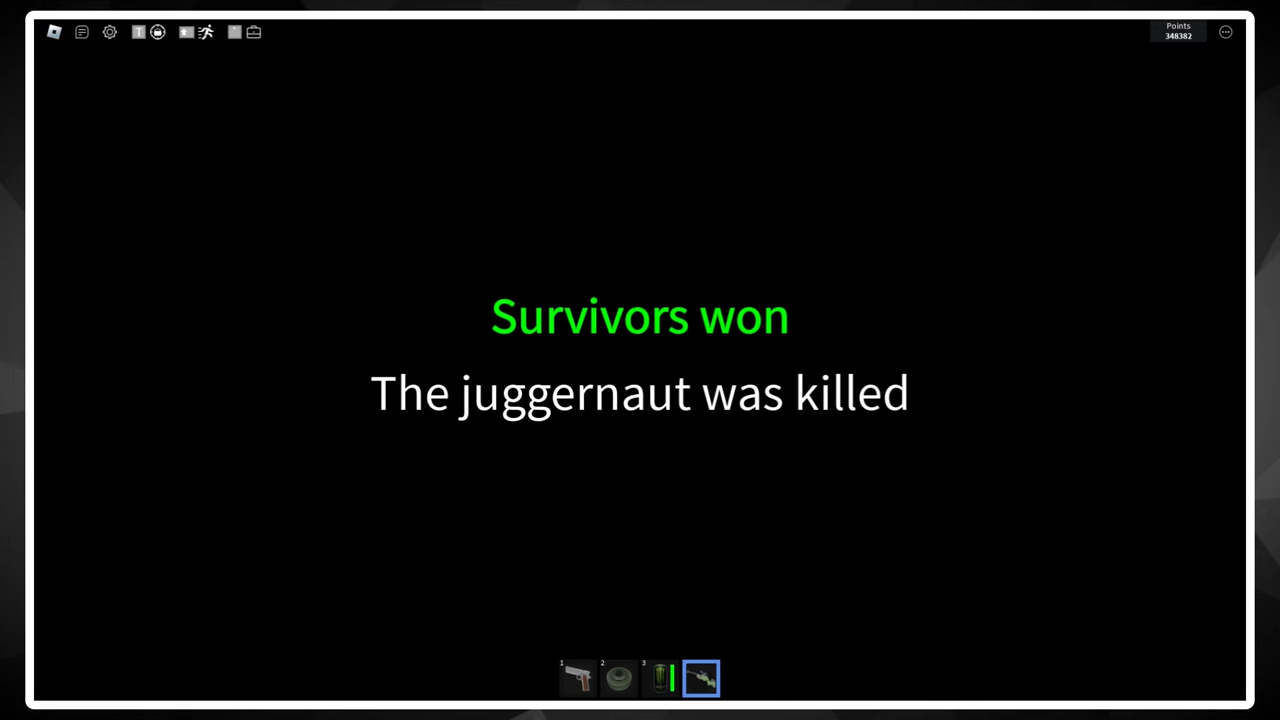 T
Points
348382
Survivors won
The juggernaut was killed
1
2
3